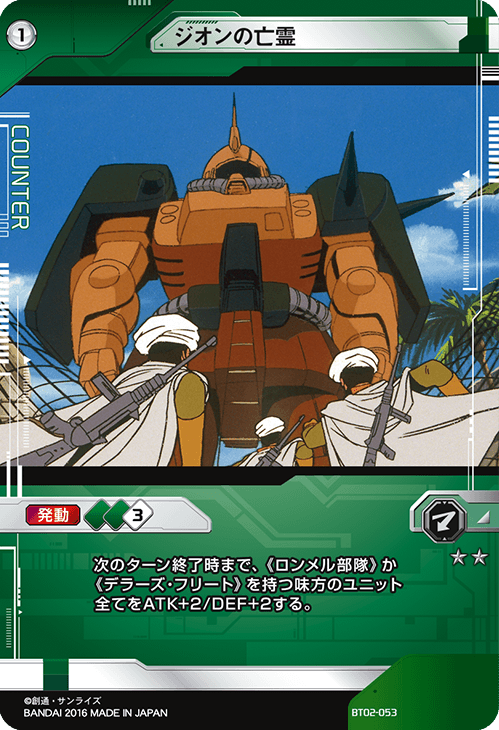 1
ジオンの亡霊
COUNTER
発動 3
次のターン終了時まで、《ロンメル部隊》か
《デラーズ・フリート》を持つ味方のユニット
全てをATK+2/DEF+2する。
©創通・サンライズ
BANDAI 2016 MADE IN JAPAN
BT02-053